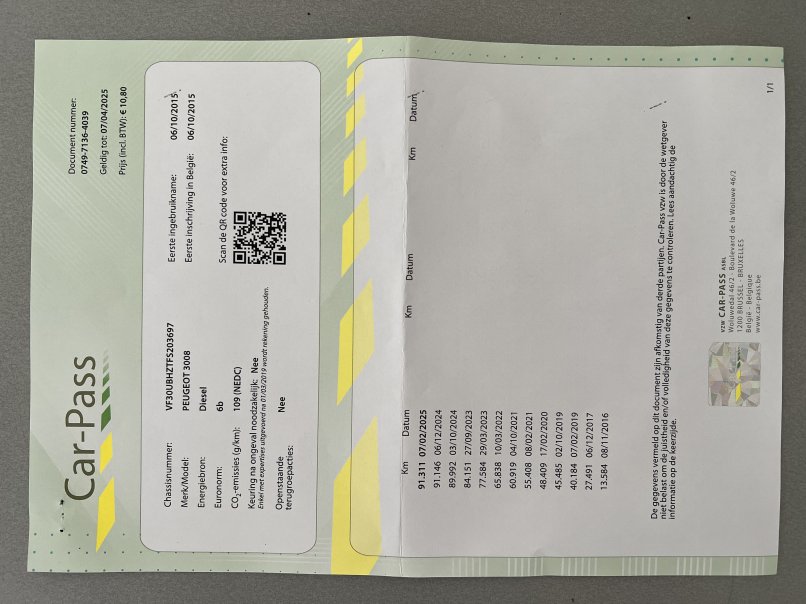 Car-Pass
Document nummer:
0749-7136-4039
Geldig tot: 07/04/2025
Prijs (incl. BTW): € 10,80
Chassisnummer: VF30UBHZTFS203697
Merk/Model: PEUGEOT 3008
Energiebron: Diesel
Euronorm: 6b
CO2-emissies (g/km): 109 (NEDC)
Keuring na ongeval noodzakelijk: Nee
Enkel met expertises uitgevoerd na 01/03/2019 wordt rekening gehouden.
Openstaande
terugroepacties: Nee
Eerste ingebruikname: 06/10/2015
Eerste inschrijving in België: 06/10/2015
Scan de QR code voor extra info:
Km Datum Km Datum Km Datum
91.311 07/02/2025
91.146 06/12/2024
89.992 03/10/2024
84.151 27/09/2023
77.584 29/03/2023
65.838 10/03/2022
60.919 04/10/2021
55.408 08/02/2021
48.409 17/02/2020
45.485 02/10/2019
40.184 07/02/2019
27.491 06/12/2017
13.584 08/11/2016
De gegevens vermeld op dit document zijn afkomstig van derde partijen. Car-Pass vzw is door de wetgever
niet belast om de juistheid en/of volledigheid van deze gegevens te controleren. Lees aandachtig de
informatie op de keerzijde.
VZW CAR-PASS ASBL
Woluwedal 46/2 - Boulevard de la Woluwe 46/2
1200 BRUSSEL - BRUXELLES
België - Belgique
www.car-pass.be
1/1